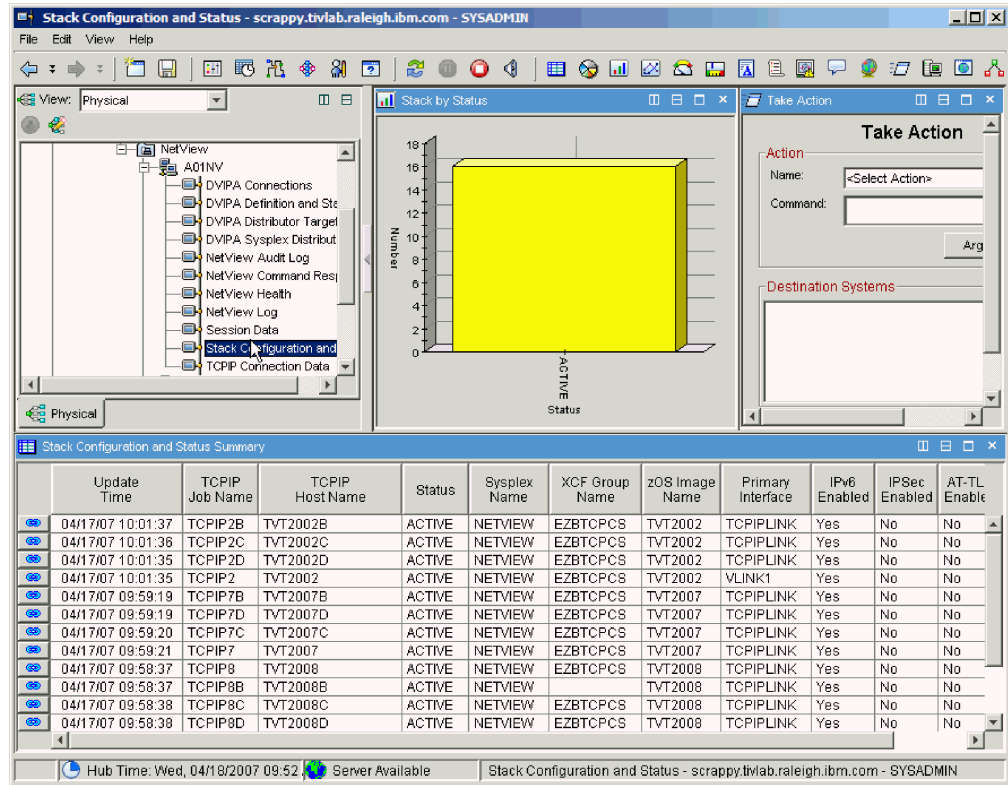 Stack Configuration and Status - scrappy.tivlab.raleigh.ibm.com - SYSADMIN
File Edit View Help
View: Physical
NetView
A01NV
DVIPA Connections
DVIPA Definition and Sta
DVIPA Distributor Target
DVIPA Sysplex Distribut
NetView Audit Log
NetView Command Resp
NetView Health
NetView Log
Session Data
Stack Configuration and
TCPIP Connection Data
Physical
Stack by Status
18
16
14
12
10
8
6
4
2
0
Number
ACTIVE
Status
Take Action
Take Action
Action
Name: <Select Action>
Command:
Arg
Destination Systems
Stack Configuration and Status Summary
Update Time TCPIP Job Name TCPIP Host Name Status Sysplex Name XCF Group Name zOS Image Name Primary Interface IPv6 Enabled IPSec Enabled AT-TL Enable
04/17/07 10:01:37 TCPIP2B TVT2002B ACTIVE NETVIEW EZBTCPCS TVT2002 TCPIPLINK Yes No No
04/17/07 10:01:36 TCPIP2C TVT2002C ACTIVE NETVIEW EZBTCPCS TVT2002 TCPIPLINK Yes No No
04/17/07 10:01:35 TCPIP2D TVT2002D ACTIVE NETVIEW EZBTCPCS TVT2002 TCPIPLINK Yes No No
04/17/07 10:01:35 TCPIP2 TVT2002 ACTIVE NETVIEW EZBTCPCS TVT2002 VLINK1 Yes No No
04/17/07 09:59:19 TCPIP7B TVT2007B ACTIVE NETVIEW EZBTCPCS TVT2007 TCPIPLINK Yes No No
04/17/07 09:59:19 TCPIP7D TVT2007D ACTIVE NETVIEW EZBTCPCS TVT2007 TCPIPLINK Yes No No
04/17/07 09:59:20 TCPIP7C TVT2007C ACTIVE NETVIEW EZBTCPCS TVT2007 TCPIPLINK Yes No No
04/17/07 09:59:21 TCPIP7 TVT2007 ACTIVE NETVIEW EZBTCPCS TVT2007 TCPIPLINK Yes No No
04/17/07 09:58:37 TCPIP8 TVT2008 ACTIVE NETVIEW EZBTCPCS TVT2008 TCPIPLINK Yes No No
04/17/07 09:58:37 TCPIP8B TVT2008B ACTIVE NETVIEW TVT2008 TCPIPLINK Yes No No
04/17/07 09:58:38 TCPIP8C TVT2008C ACTIVE NETVIEW EZBTCPCS TVT2008 TCPIPLINK Yes No No
04/17/07 09:58:38 TCPIP8D TVT2008D ACTIVE NETVIEW EZBTCPCS TVT2008 TCPIPLINK Yes No No
Hub Time: Wed, 04/18/2007 09:52 Server Available Stack Configuration and Status - scrappy.tivlab.raleigh.ibm.com - SYSADMIN